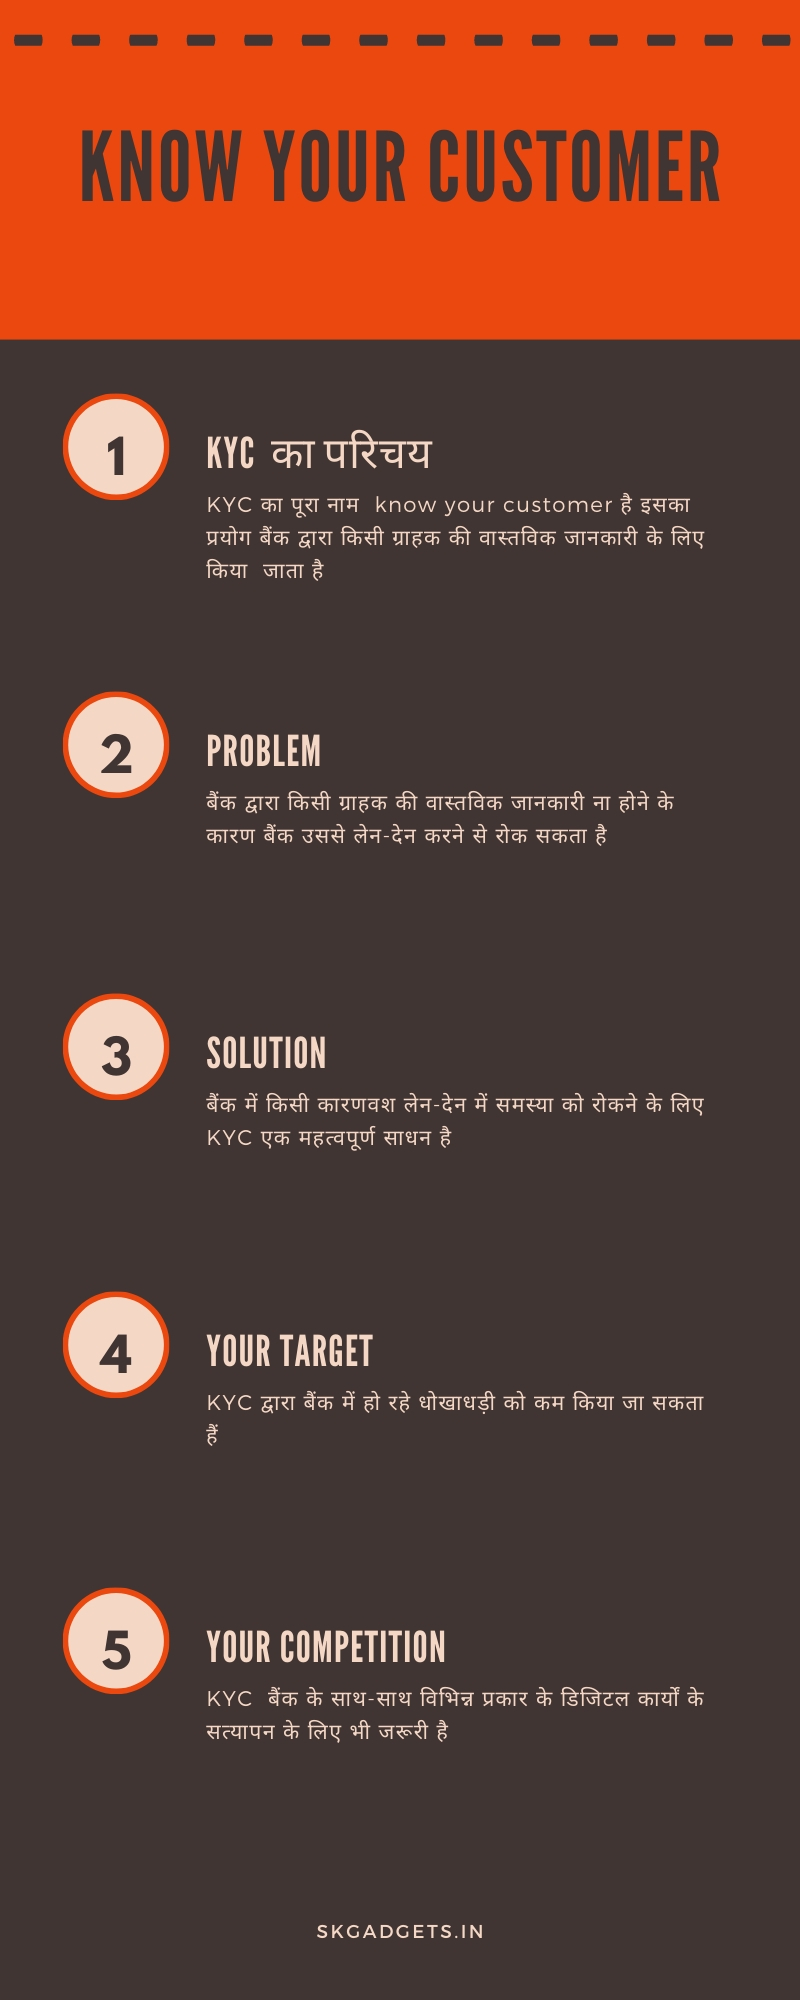 KNOW YOUR CUSTOMER
1
KYC का परिचय
KYC का पूरा नाम know your customer है इसका
प्रयोग बैंक द्वारा किसी ग्राहक की वास्तविक जानकारी के लिए
किया जाता है
2
PROBLEM
बैंक द्वारा किसी ग्राहक की वास्तविक जानकारी ना होने के
कारण बैंक उससे लेन-देन करने से रोक सकता है
3
SOLUTION
बैंक में किसी कारणवश लेन-देन में समस्या को रोकने के लिए
KYC एक महत्वपूर्ण साधन है
4
YOUR TARGET
KYC द्वारा बैंक में हो रहे धोखाधड़ी को कम किया जा सकता
हैं
5
YOUR COMPETITION
KYC बैंक के साथ-साथ विभिन्न प्रकार के डिजिटल कार्यों के
सत्यापन के लिए भी जरूरी है
SKGADGETS.IN